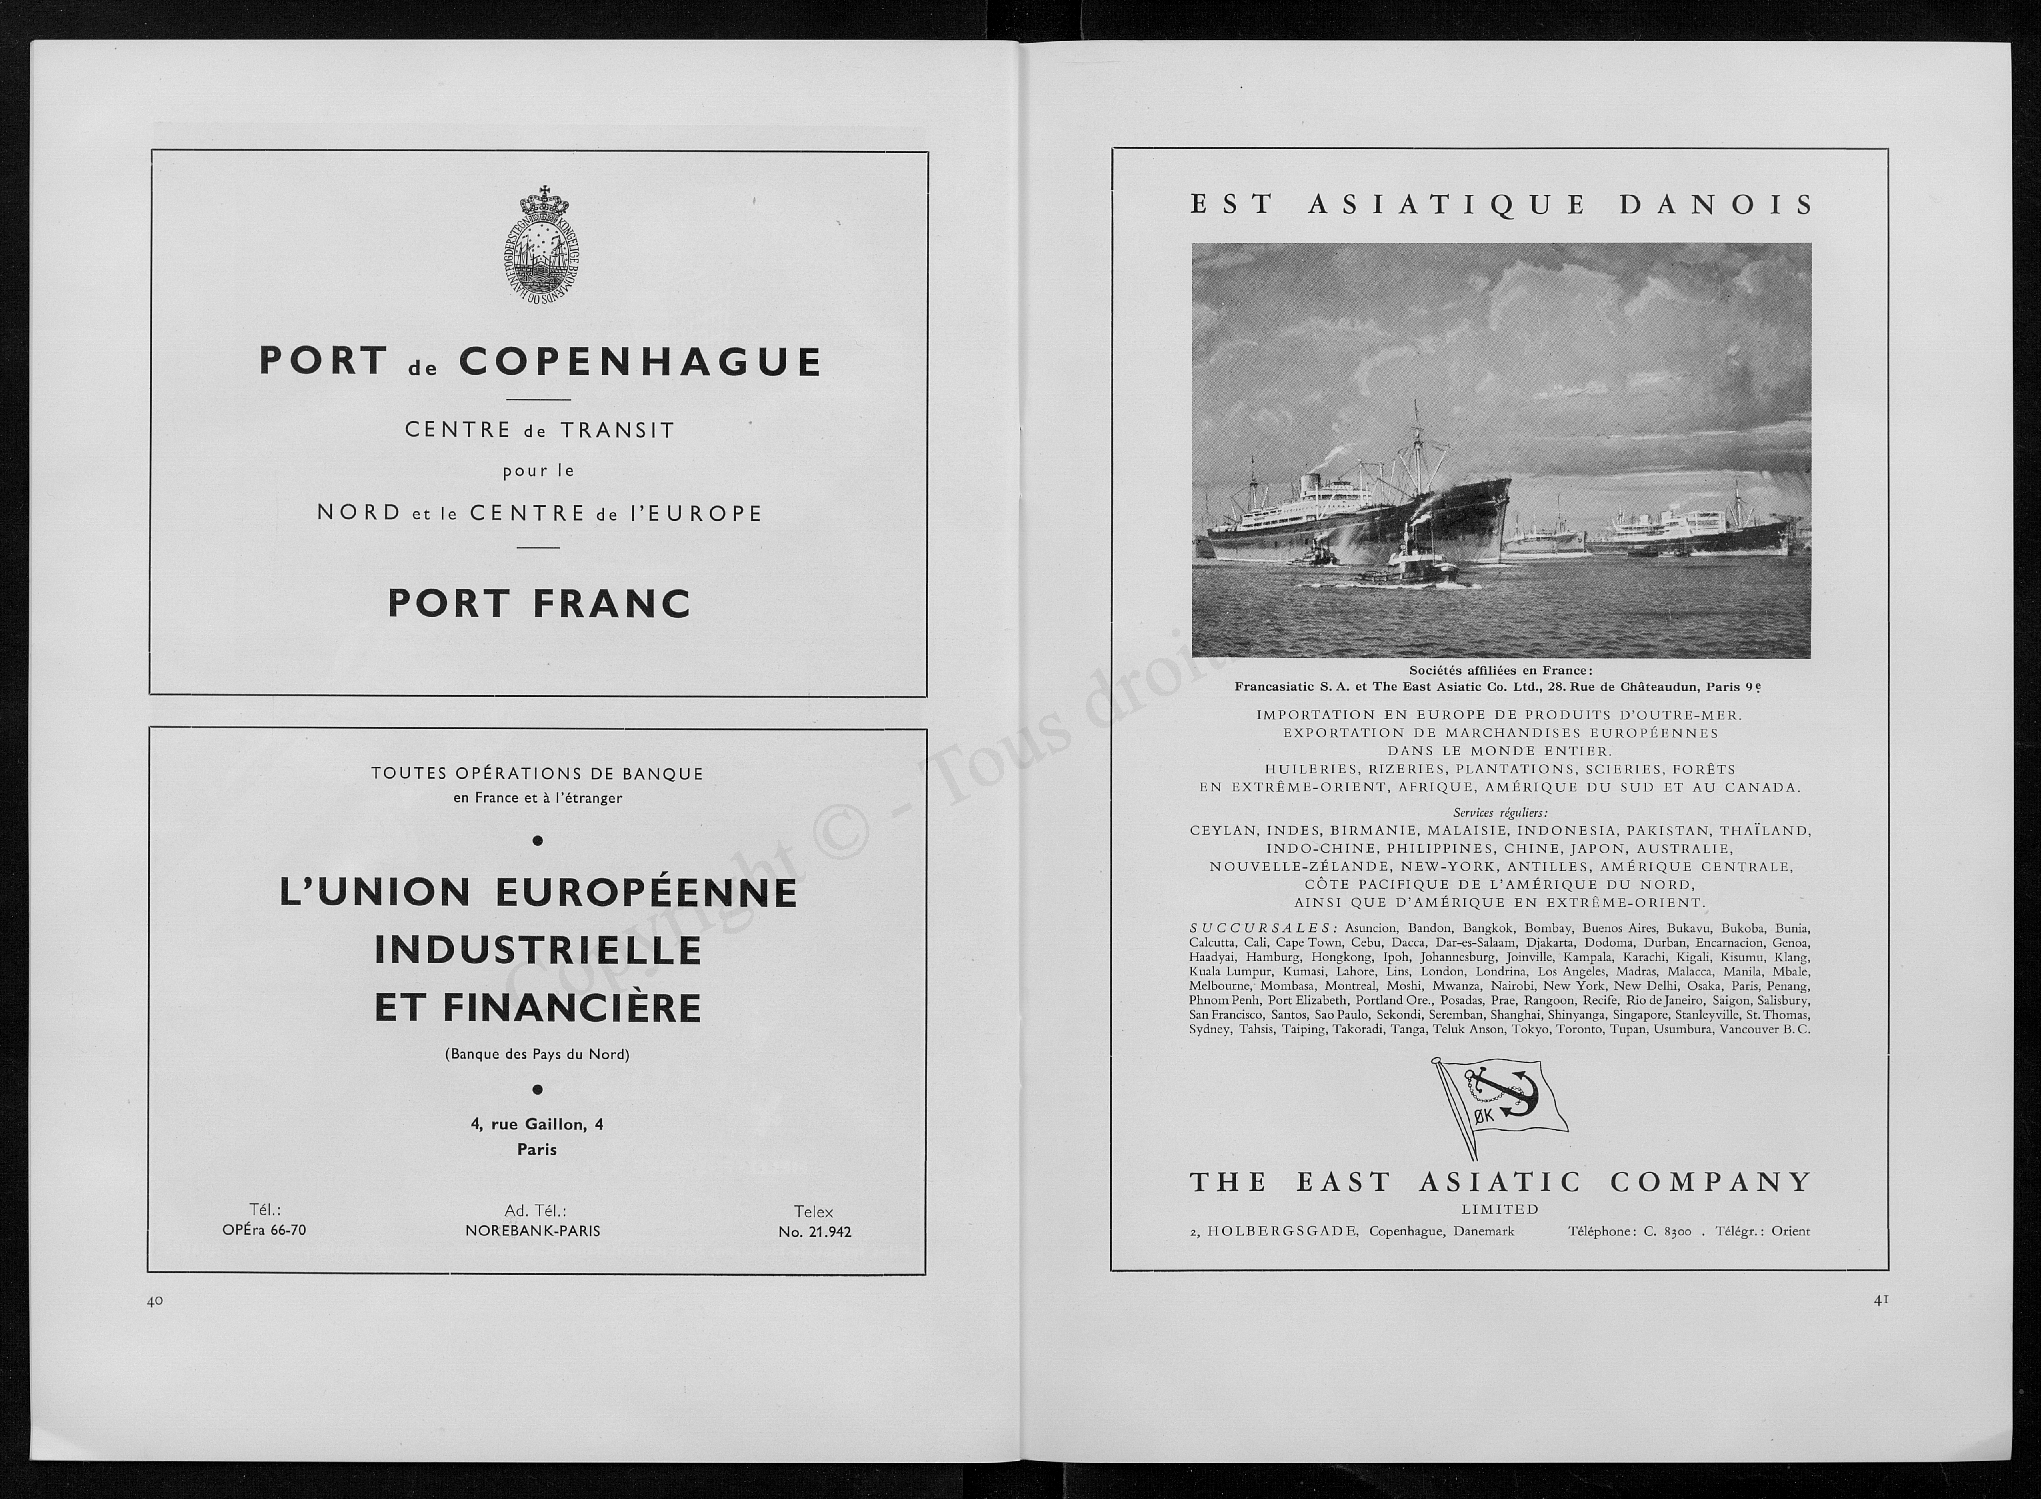 PORT de COPENHAGUE
CENTRE de TRANSIT
pour le
NORD et le CENTRE de l'EUROPE
PORT FRANC
TOUTES OPÉRATIONS DE BANQUE
en France et à l'étranger
L'UNION EUROPÉENNE
INDUSTRIELLE
ET FINANCIÈRE
(Banque des Pays du Nord)
4, rue Gaillon, 4
Paris
Tél.: Ad. Tél.: Telex
OPÉra 66-70 NOREBANK-PARIS No. 21.942
40
EST ASIATIQUE DANOIS
Sociétés affiliées en France:
Francasiatic S. A. et The East Asiatic Co. Ltd., 28. Rue de Châteaudun, Paris 9e
IMPORTATION EN EUROPE DE PRODUITS D'OUTRE-MER.
EXPORTATION DE MARCHANDISES EUROPÉENNES
DANS LE MONDE ENTIER.
HUILERIES, RIZERIES, PLANTATIONS, SCIERIES, FORÊTS
EN EXTRÊME-ORIENT, AFRIQUE, AMÉRIQUE DU SUD ET AU CANADA.
Services réguliers:
CEYLAN, INDES, BIRMANIE, MALAISIE, INDONESIA, PAKISTAN, THAÏLAND,
INDO-CHINE, PHILIPPINES, CHINE, JAPON, AUSTRALIE,
NOUVELLE-ZÉLANDE, NEW-YORK, ANTILLES, AMÉRIQUE CENTRALE,
CÔTE PACIFIQUE DE L'AMÉRIQUE DU NORD,
AINSI QUE D'AMÉRIQUE EN EXTRÊME-ORIENT.
SUCCURSALES: Asuncion, Bandon, Bangkok, Bombay, Buenos Aires, Bukavu, Bukoba, Bunia,
Calcutta, Cali, Cape Town, Cebu, Dacca, Dar-es-Salaam, Djakarta, Dodoma, Durban, Encarnacion, Genoa,
Haadyai, Hamburg, Hongkong, Ipoh, Johannesburg, Joinville, Kampala, Karachi, Kigali, Kisumu, Klang,
Kuala Lumpur, Kumasi, Lahore, Lins, London, Londrina, Los Angeles, Madras, Malacca, Manila, Mbale,
Melbourne, Mombasa, Montreal, Moshi, Mwanza, Nairobi, New York, New Delhi, Osaka, Paris, Penang,
Phnom Penh, Port Elizabeth, Portland Ore., Posadas, Prae, Rangoon, Recife, Rio de Janeiro, Saigon, Salisbury,
San Francisco, Santos, Sao Paulo, Sekondi, Seremban, Shanghai, Shinyanga, Singapore, Stanleyville, St. Thomas,
Sydney, Tahsis, Taiping, Takoradi, Tanga, Teluk Anson, Tokyo, Toronto, Tupan, Usumbura, Vancouver B. C.
ØK
THE EAST ASIATIC COMPANY
LIMITED
2, HOLBERGSGADE, Copenhague, Danemark Téléphone: C. 8300 . Télégr.: Orient
41
Copyright © - Tous droit